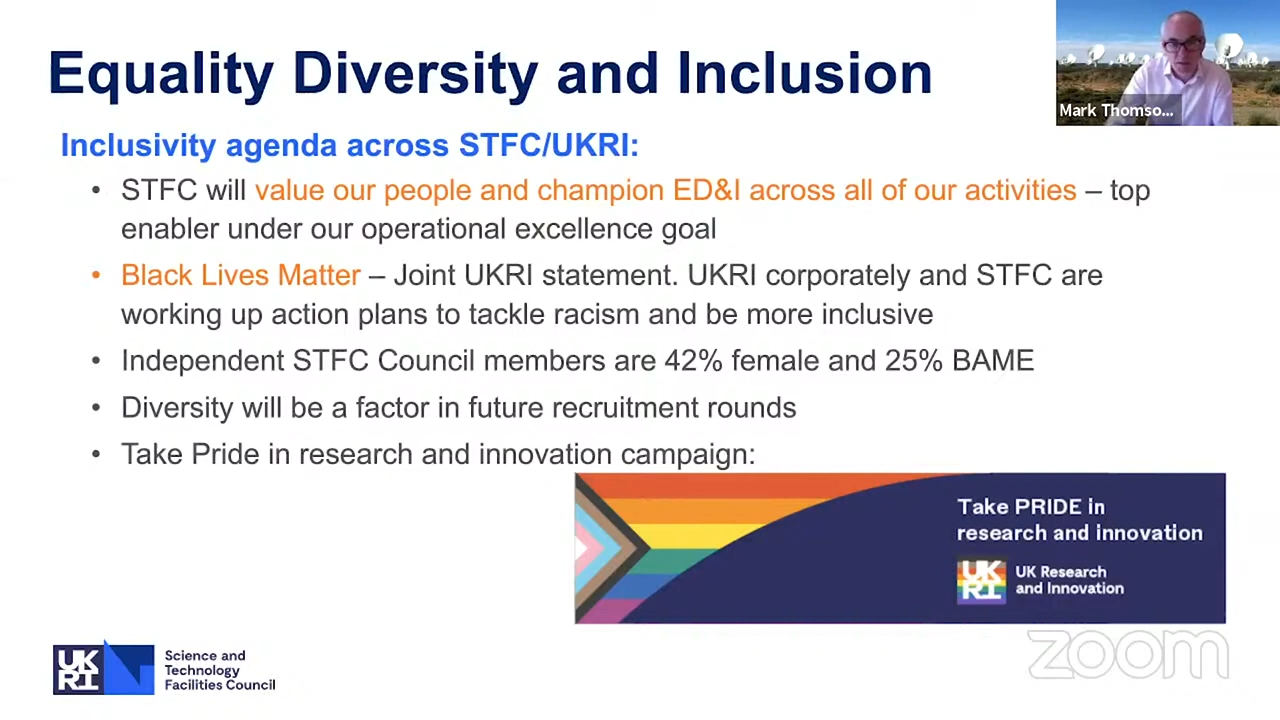 Equality Diversity and Inclusion
Mark Thomso...
Inclusivity agenda across STFC/UKRI:
• STFC will value our people and champion ED&I across all of our activities – top
enabler under our operational excellence goal
• Black Lives Matter – Joint UKRI statement. UKRI corporately and STFC are
working up action plans to tackle racism and be more inclusive
• Independent STFC Council members are 42% female and 25% BAME
• Diversity will be a factor in future recruitment rounds
• Take Pride in research and innovation campaign:
Take PRIDE in
research and innovation
UK
RI
UK Research
and Innovation
UK
RI
Science and
Technology
Facilities Council
zoom